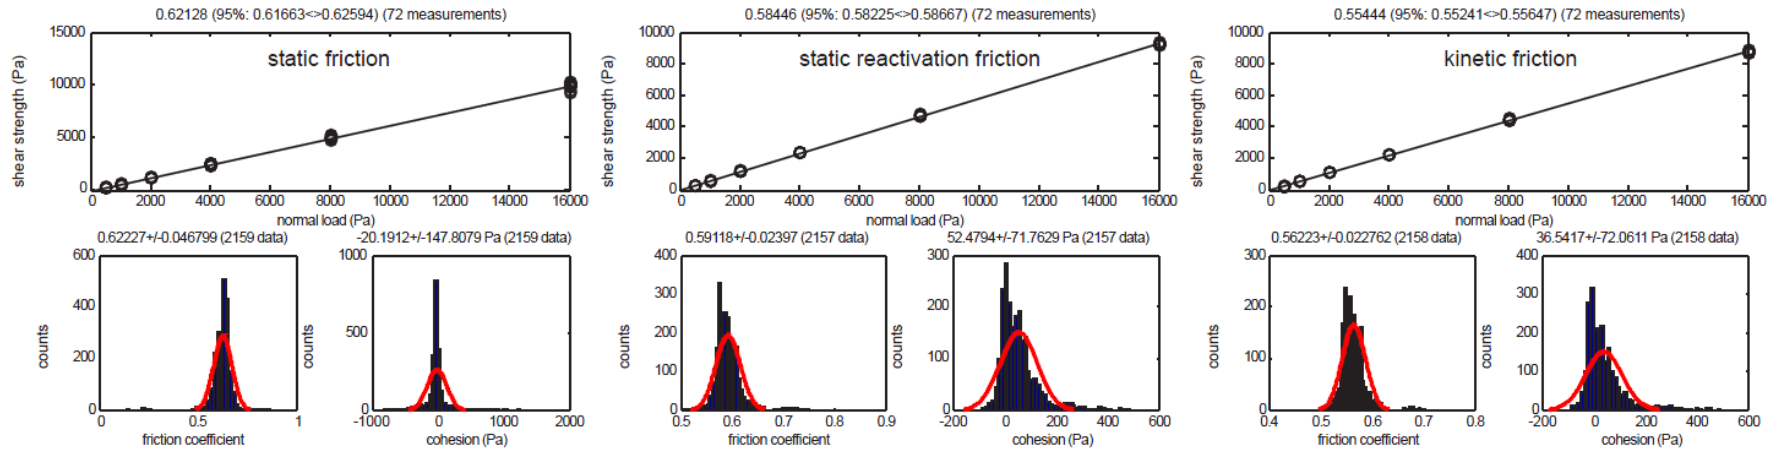 0.62128 (95%: 0.61663<>0.62594) (72 measurements)
15000
10000
5000
0
shear strength (Pa)
static friction
0 2000 4000 6000 8000 10000 12000 14000 16000
normal load (Pa)
0.58446 (95%: 0.58225<>0.58667) (72 measurements)
10000
8000
6000
4000
2000
0
shear strength (Pa)
static reactivation friction
0 2000 4000 6000 8000 10000 12000 14000 16000
normal load (Pa)
0.55444 (95%: 0.55241<>0.55647) (72 measurements)
10000
8000
6000
4000
2000
0
shear strength (Pa)
kinetic friction
0 2000 4000 6000 8000 10000 12000 14000 16000
normal load (Pa)
0.62227+/-0.046799 (2159 data)
600
400
200
0
counts
0 0.5 1
friction coefficient
-20.1912+/-147.8079 Pa (2159 data)
1000
500
0
counts
-1000 0 1000 2000
cohesion (Pa)
0.59118+/-0.02397 (2157 data)
400
300
200
100
0
counts
0.5 0.6 0.7 0.8 0.9
friction coefficient
52.4794+/-71.7629 Pa (2157 data)
300
200
100
0
counts
-200 0 200 400 600
cohesion (Pa)
0.56223+/-0.022762 (2158 data)
300
200
100
0
counts
0.4 0.5 0.6 0.7 0.8
friction coefficient
36.5417+/-72.0611 Pa (2158 data)
400
300
200
100
0
counts
-200 0 200 400 600
cohesion (Pa)